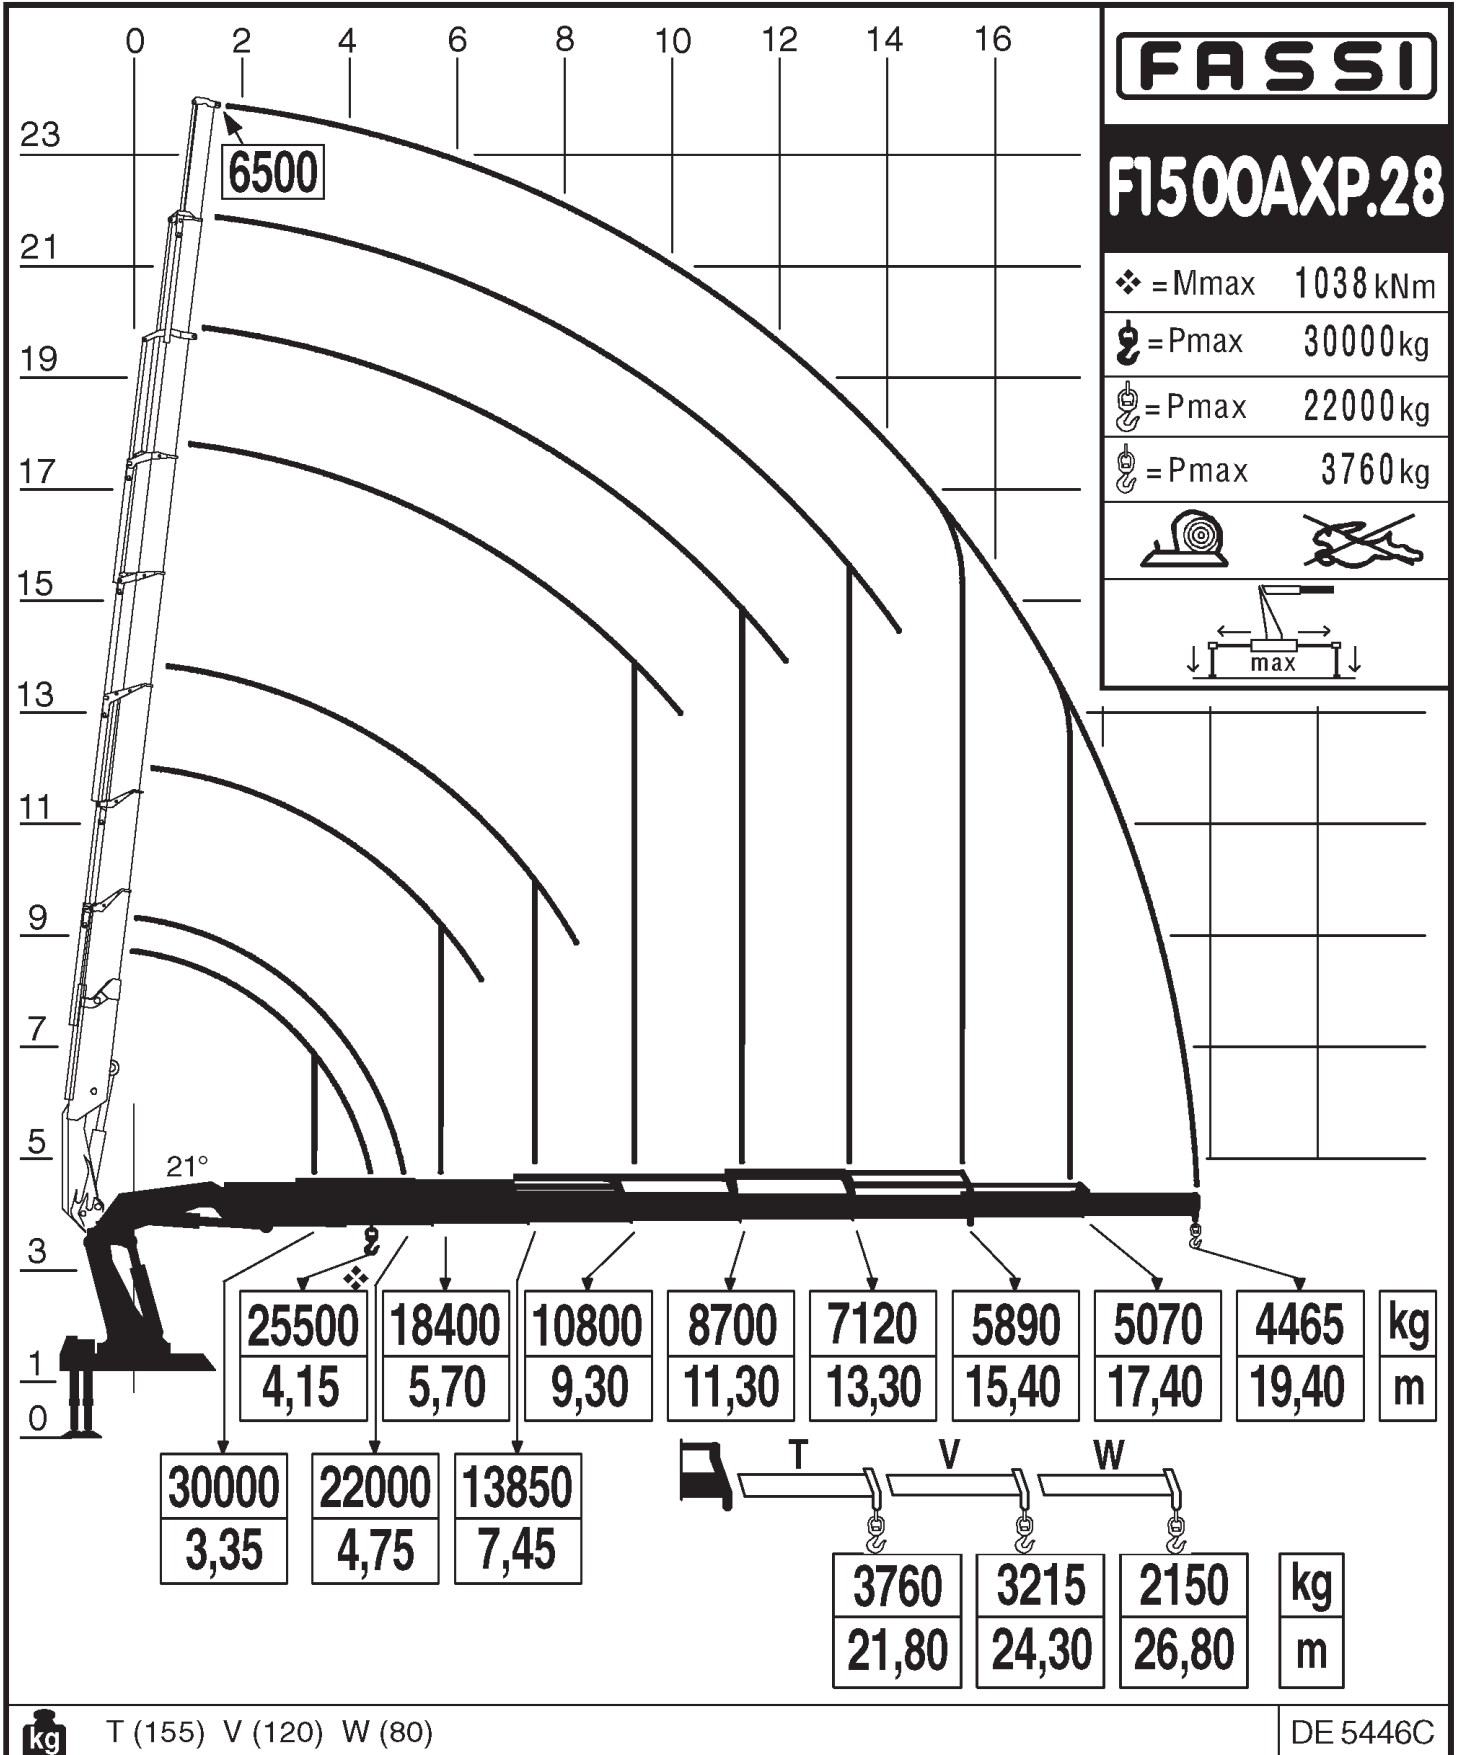 0 2 4 6 8 10 12 14 16
FASSI
F1500AXP.28
❖ = Mmax 1038 kNm
= Pmax 30000 kg
= Pmax 22000 kg
= Pmax 3760 kg
max
23
6500
21
19
17
15
13
11
9
7
5
21°
3
1
0
❖
25500 18400 10800 8700 7120 5890 5070 4465 kg
4,15 5,70 9,30 11,30 13,30 15,40 17,40 19,40 m
30000 22000 13850
3,35 4,75 7,45
T V W
3760 3215 2150 kg
21,80 24,30 26,80 m
kg T (155) V (120) W (80)
DE 5446C